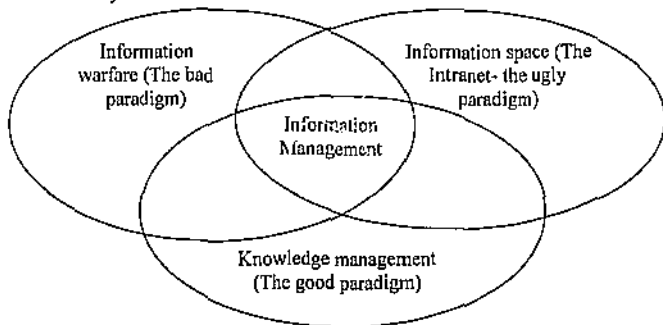 Information
warfare (The bad
paradigm)
Information space (The
Intranet- the ugly
paradigm)
Information
Management
Knowledge management
(The good paradigm)